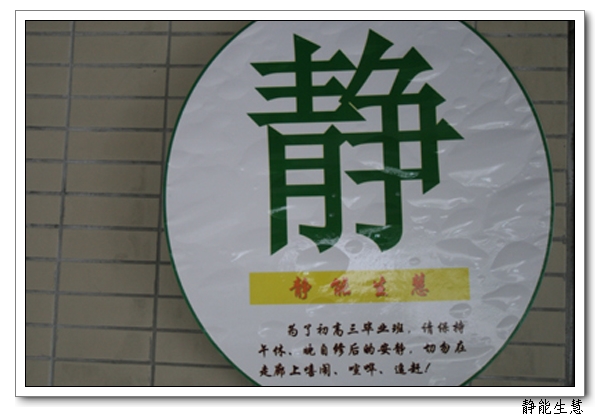 静
静能生慧
为了初高三毕业班，请保持
午休、晚自修后的安静，切勿在
走廊上嘻闹、喧哗、追赶！
静能生慧